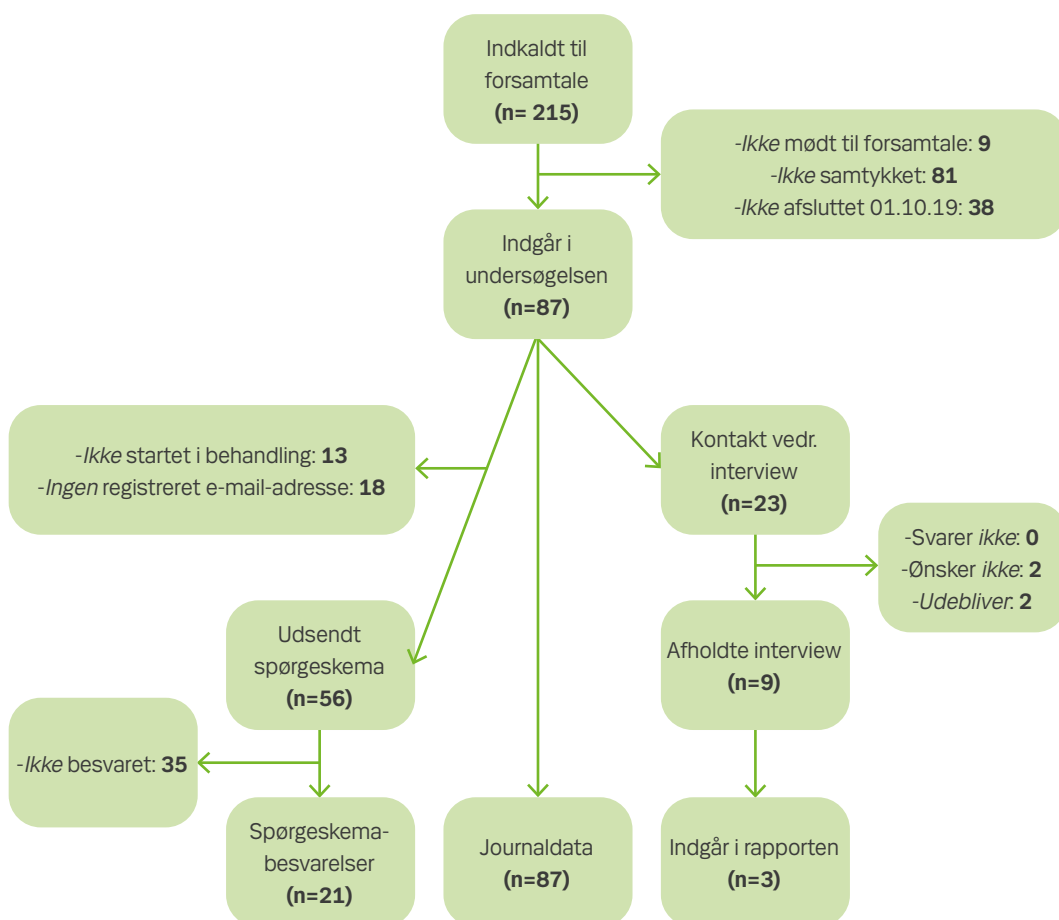 Indkaldt til
forsamtale
(n= 215)
-Ikke mødt til forsamtale: 9
-Ikke samtykket: 81
-Ikke afsluttet 01.10.19: 38
Indgår i
undersøgelsen
(n=87)
-Ikke startet i behandling: 13
-Ingen registreret e-mail-adresse: 18
Kontakt vedr.
interview
(n=23)
-Svarer ikke: 0
-Ønsker ikke: 2
-Udebliver: 2
Udsendt
spørgeskema
(n=56)
Afholdte interview
(n=9)
-Ikke besvaret: 35
Spørgeskema-
besvarelser
(n=21)
Journaldata
(n=87)
Indgår i rapporten
(n=3)